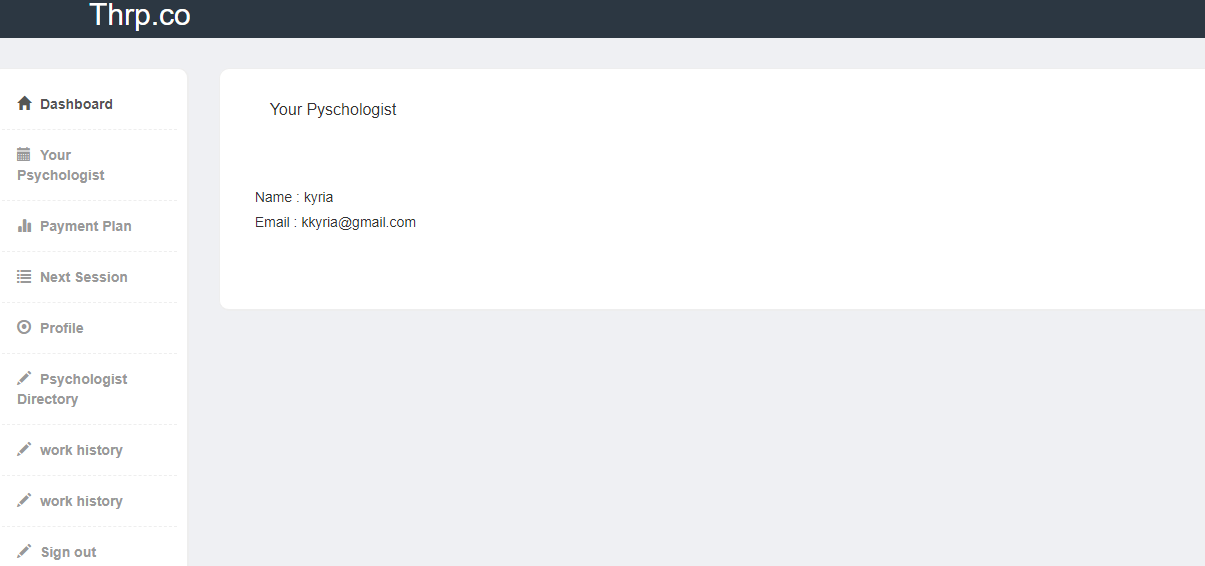 Thrp.co
Dashboard
Your
Psychologist
Payment Plan
Next Session
Profile
Psychologist
Directory
work history
work history
Sign out
Your Pyschologist
Name : kyria
Email : kkyria@gmail.com